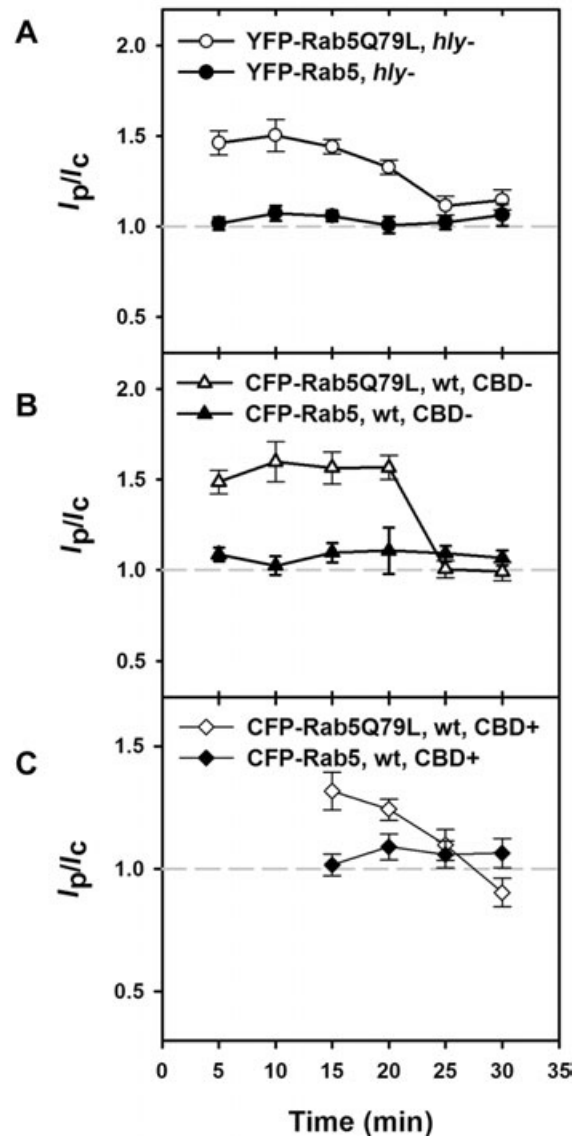 A
2.0
1.5
1.0
0.5
Ip/Ic
YFP-Rab5Q79L, hly-
YFP-Rab5, hly-
B
2.0
1.5
1.0
0.5
Ip/Ic
CFP-Rab5Q79L, wt, CBD-
CFP-Rab5, wt, CBD-
C
1.5
1.0
0.5
Ip/Ic
CFP-Rab5Q79L, wt, CBD+
CFP-Rab5, wt, CBD+
0 5 10 15 20 25 30 35
Time (min)